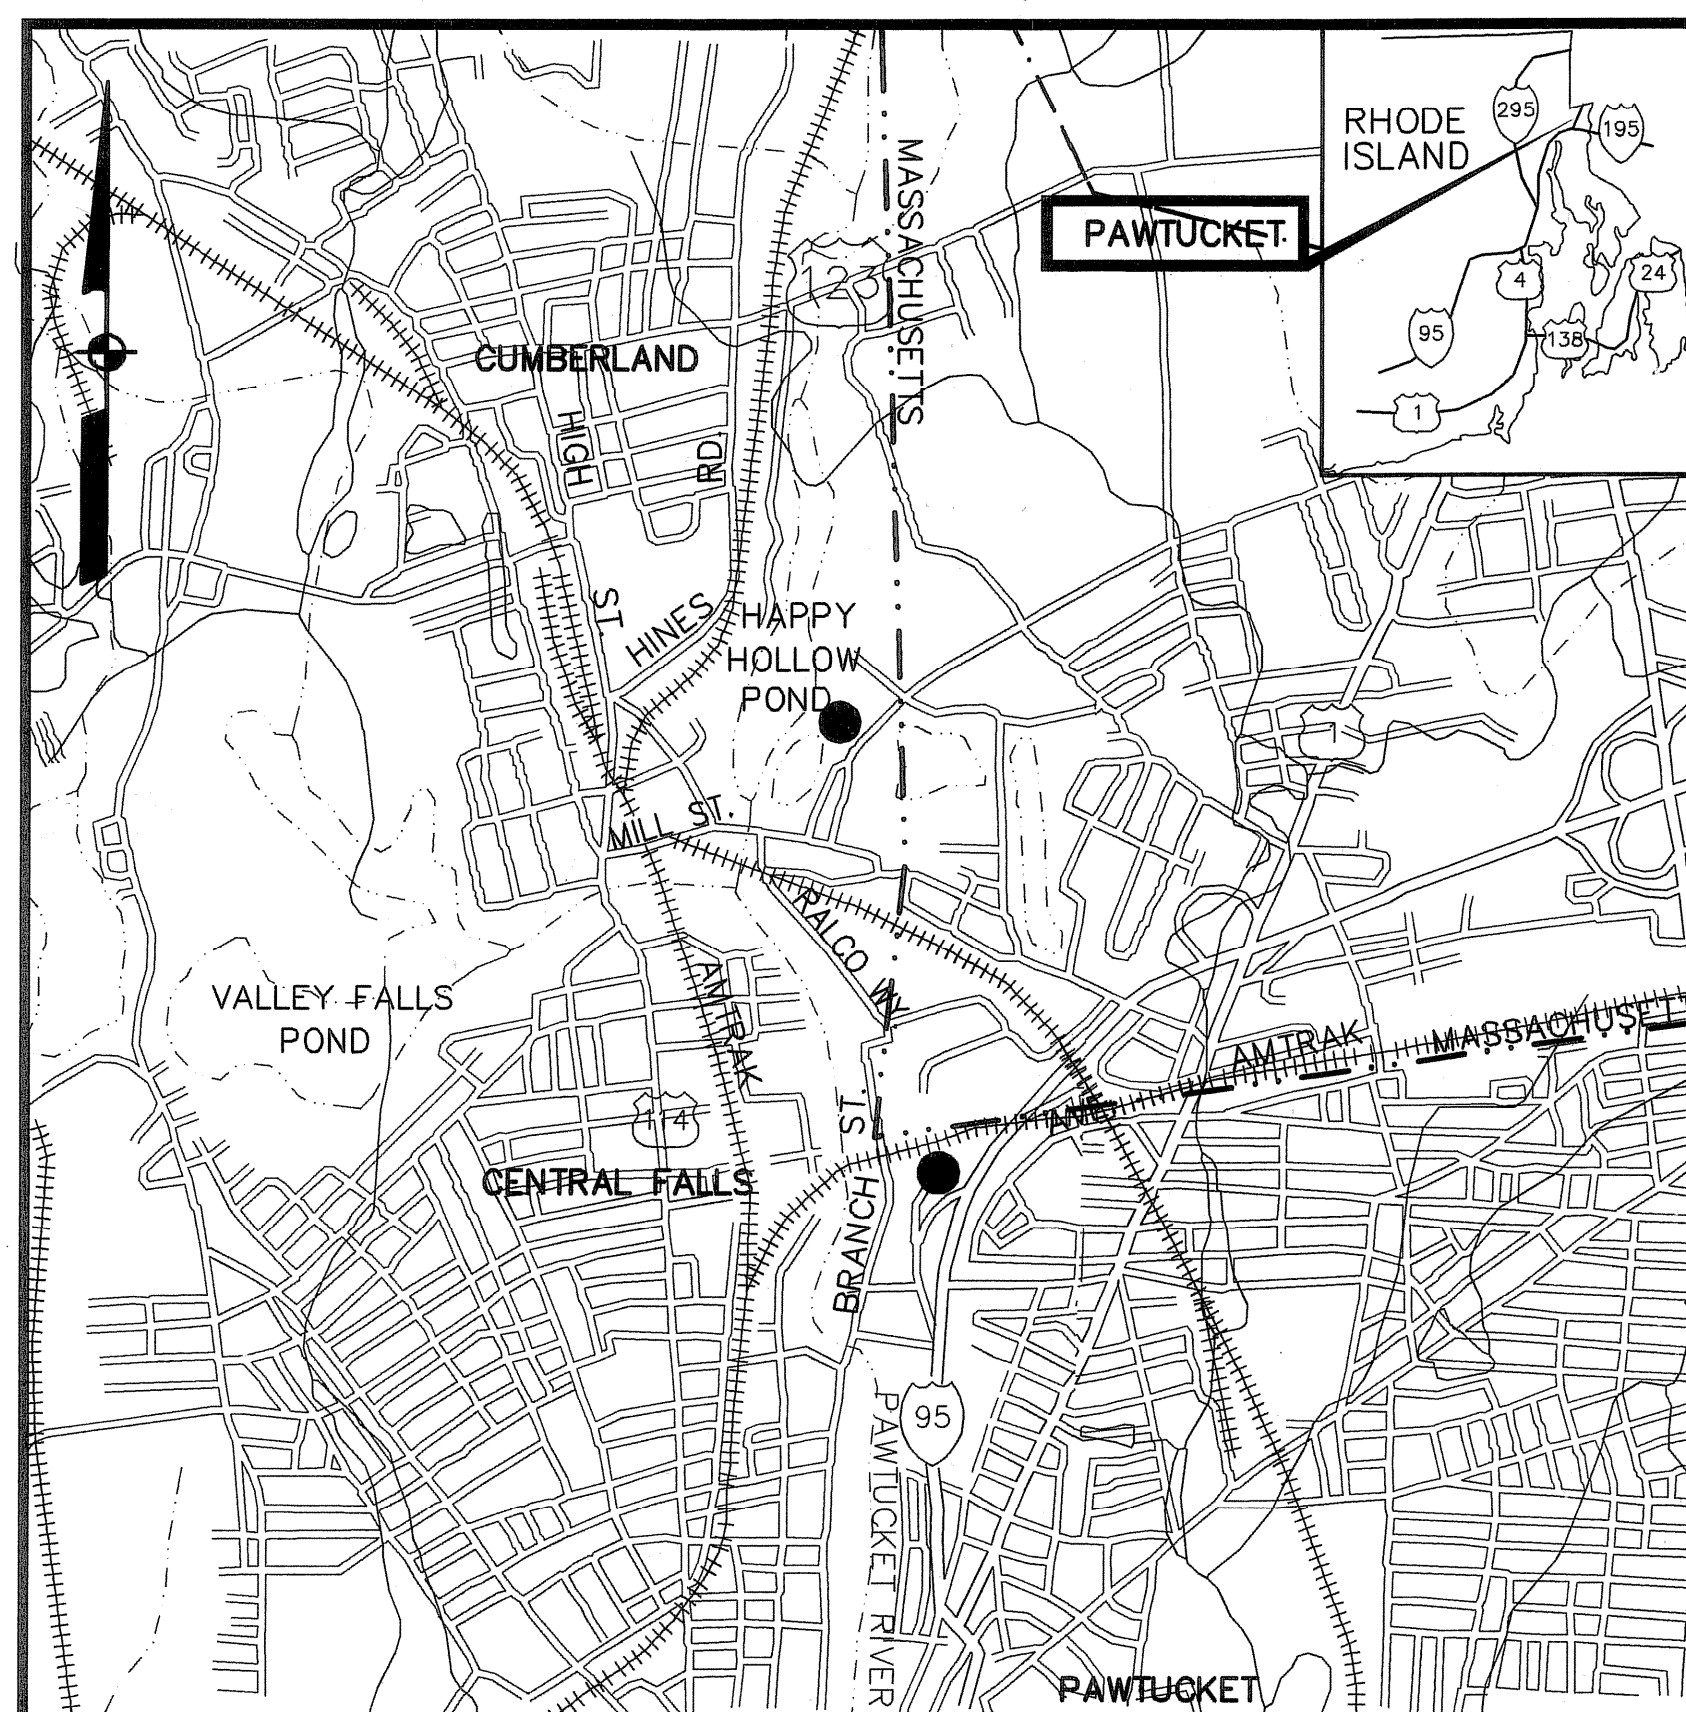 RHODE
ISLAND
295
195
PAWTUCKET
4
24
95
138
1
MASSACHUSETTS
123
CUMBERLAND
HIGH
ST.
HINES
RD.
HAPPY
HOLLOW
POND
1
MILL ST.
RALCO WY.
VALLEY FALLS
POND
AMTRAK
AMTRAK
MASSACHUSET
AVE.
114
CENTRAL FALLS
BRANCH ST.
95
PAWTUCKET RIVER
PAWTUCKET